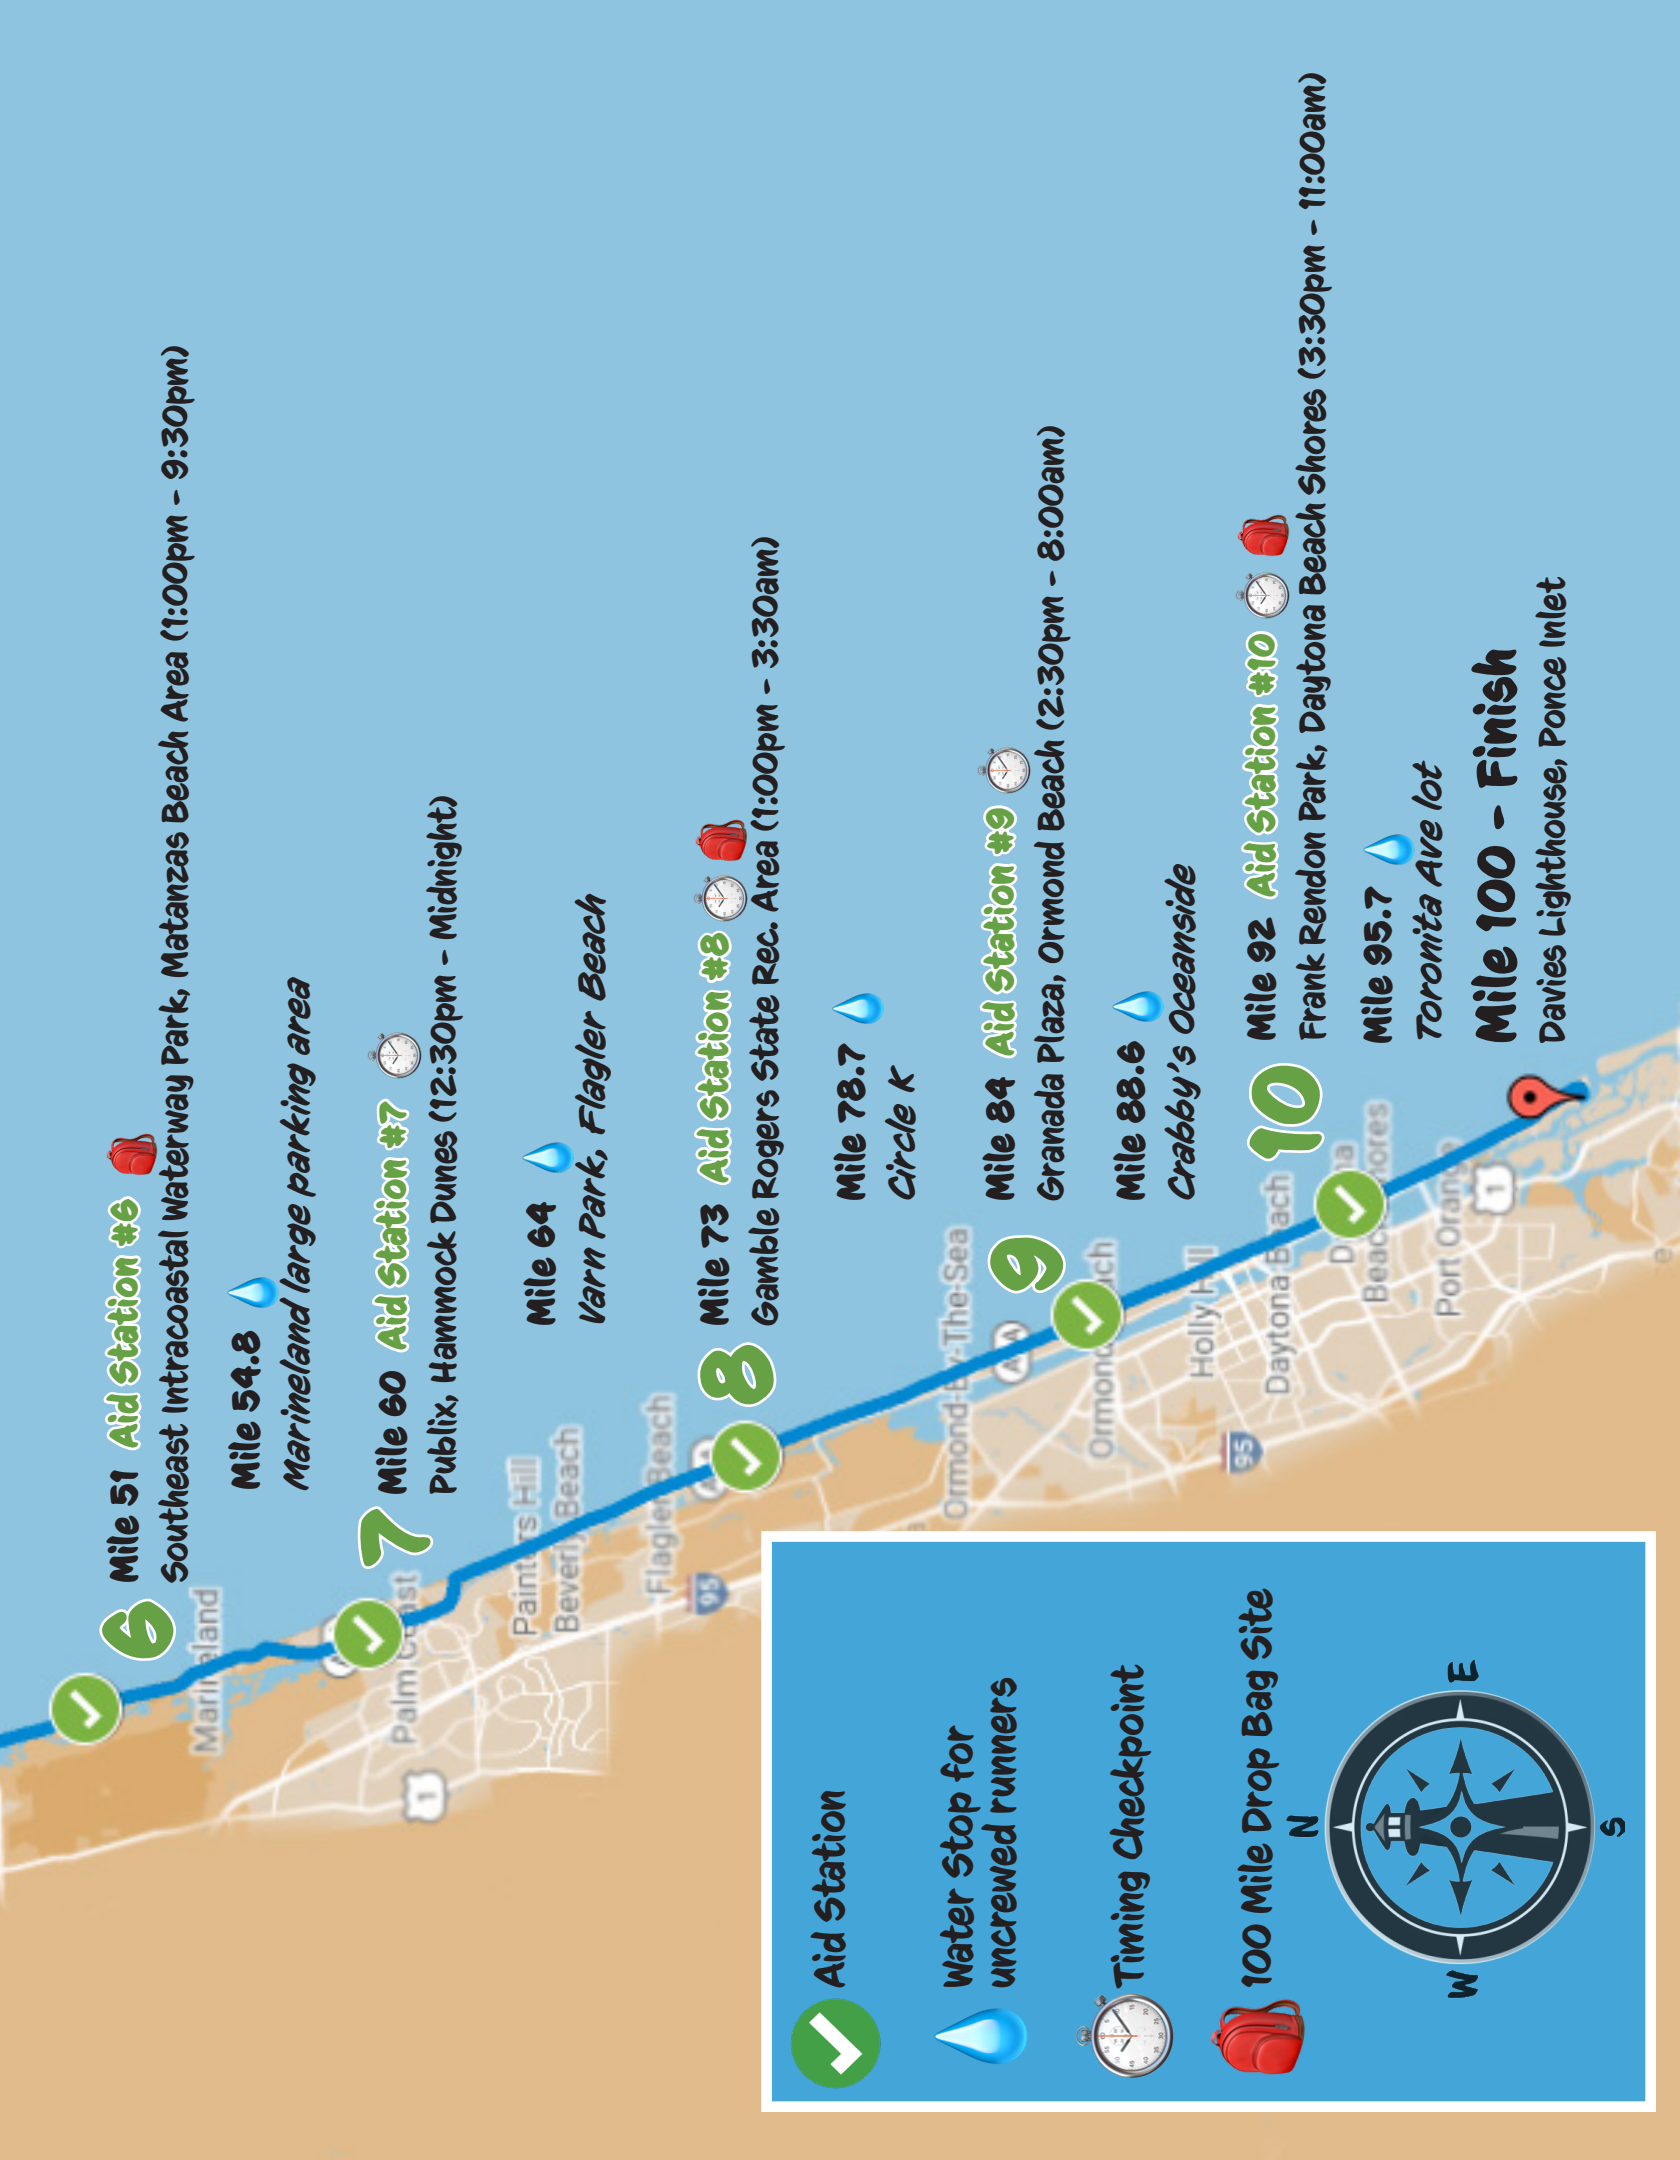 6
Mile 51 Aid Station #6
Southeast Intracoastal Waterway Park, Matanzas Beach Area (1:00pm - 9:30pm)
Marineland
Mile 54.8
Marineland large parking area
7
Mile 60 Aid Station #7
Publix, Hammock Dunes (12:30pm - Midnight)
Palm Coast
1
Mile 64
Varn Park, Flagler Beach
Painters Hill
Beverly Beach
Flagler Beach
95
8
Mile 73 Aid Station #8
Gamble Rogers State Rec. Area (1:00pm - 3:30am)
Mile 78.7
Circle K
Ormond-By-The-Sea
A1A
9
Mile 84 Aid Station #9
Granada Plaza, Ormond Beach (2:30pm - 8:00am)
Ormond Beach
Mile 88.6
Crabby's Oceanside
Holly Hill
95
Daytona Beach
10
Mile 92 Aid Station #10
Frank Rendon Park, Daytona Beach Shores (3:30pm - 11:00am)
Daytona
Beach Shores
Mile 95.7
Toronita Ave lot
Port Orange
1
Mile 100 - Finish
Davies Lighthouse, Ponce Inlet
Aid Station
Water Stop for
uncrewed runners
Timing Checkpoint
100 Mile Drop Bag Site
N
W
E
S